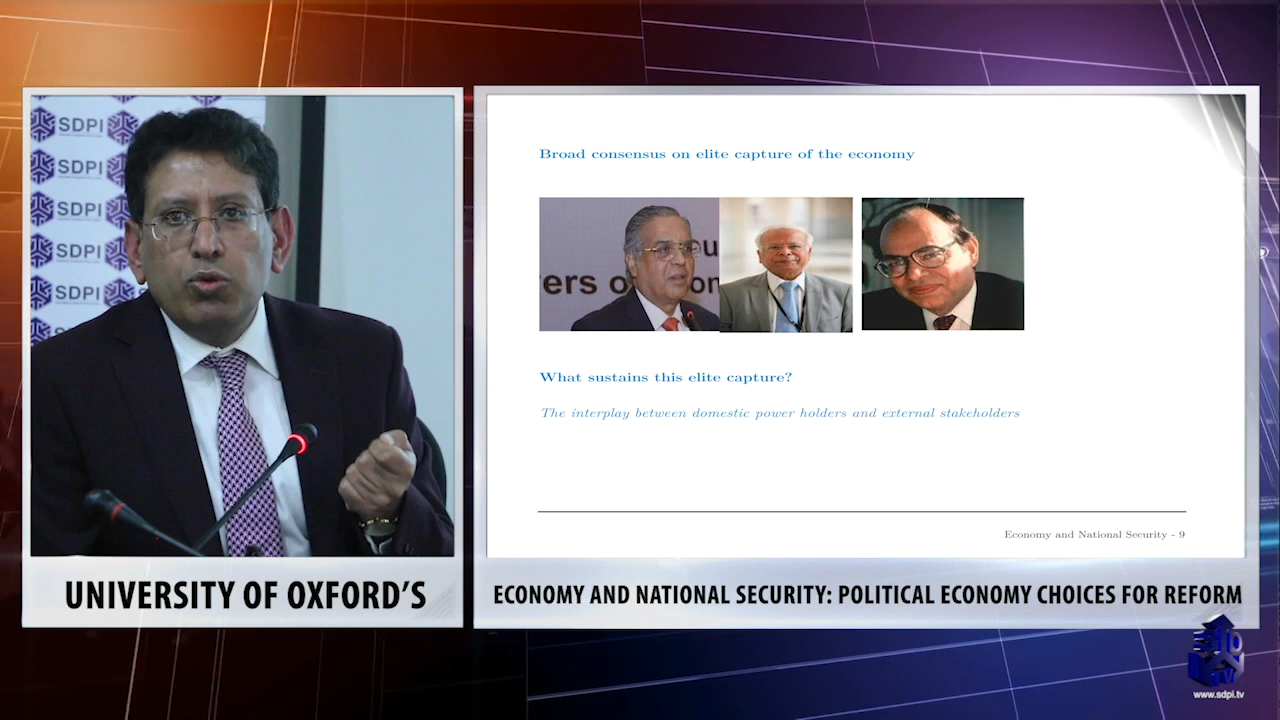 SDPI
SDPI
SDPI
SDPI
SDPI
Broad consensus on elite capture of the economy
ers o
What sustains this elite capture?
The interplay between domestic power holders and external stakeholders
Economy and National Security - 9
UNIVERSITY OF OXFORD'S
ECONOMY AND NATIONAL SECURITY: POLITICAL ECONOMY CHOICES FOR REFORM
www.sdpi.tv